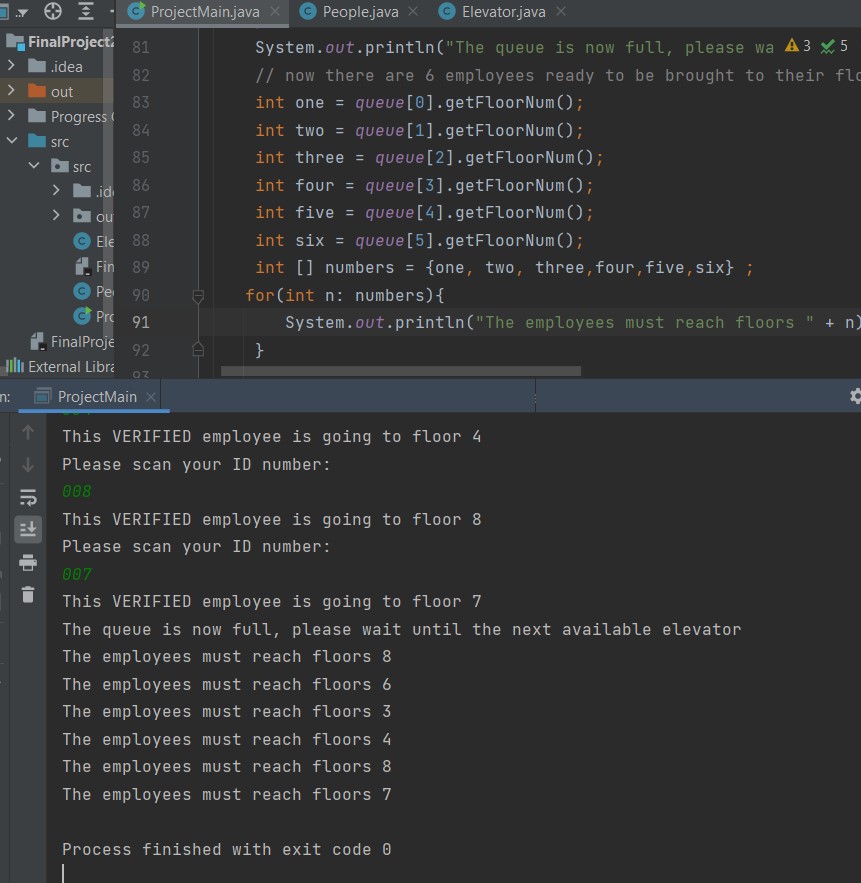 ProjectMain.java
People.java
Elevator.java
FinalProject2
.idea
out
Progress
src
src
.id
ou
Ele
Fin
Pe
Pro
FinalProje
External Libra
81 System.out.println("The queue is now full, please wa 3 5
82 // now there are 6 employees ready to be brought to their flo
83 int one = queue[0].getFloorNum();
84 int two = queue[1].getFloorNum();
85 int three = queue[2].getFloorNum();
86 int four = queue[3].getFloorNum();
87 int five = queue[4].getFloorNum();
88 int six = queue[5].getFloorNum();
89 int [] numbers = {one, two, three,four,five,six} ;
90 for(int n: numbers){
91 System.out.println("The employees must reach floors " + n)
92 }
93
n: ProjectMain
This VERIFIED employee is going to floor 4
Please scan your ID number:
008
This VERIFIED employee is going to floor 8
Please scan your ID number:
007
This VERIFIED employee is going to floor 7
The queue is now full, please wait until the next available elevator
The employees must reach floors 8
The employees must reach floors 6
The employees must reach floors 3
The employees must reach floors 4
The employees must reach floors 8
The employees must reach floors 7
Process finished with exit code 0